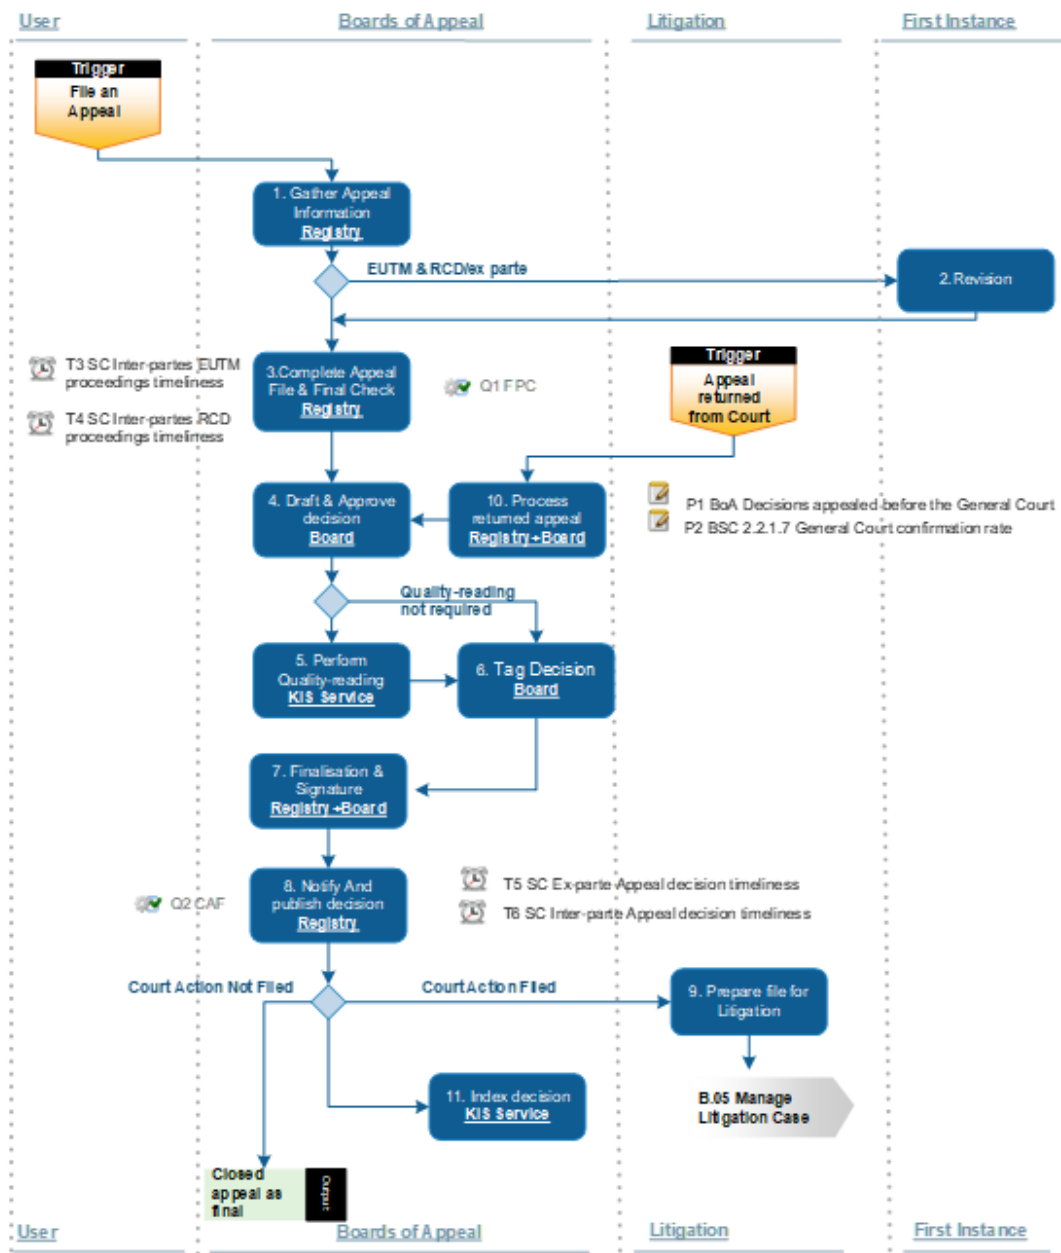 User
Boards of Appeal
Litigation
First Instance
Trigger
File an
Appeal
1. Gather Appeal
Information
Registry
EUTM & RCD/ex parte
2. Revision
T3 SC Inter-partes EUTM
proceedings timeliness
T4 SC Inter-partes RCD
proceedings timeliness
3.Complete Appeal
File & Final Check
Registry
Q1 FPC
Trigger
Appeal
returned
from Court
4. Draft & Approve
decision
Board
10. Process
returned appeal
Registry+Board
P1 BoA Decisions appealed before the General Court
P2 BSC 2.2.1.7 General Court confirmation rate
Quality-reading
not required
5. Perform
Quality-reading
KIS Service
6. Tag Decision
Board
7. Finalisation &
Signature
Registry+Board
8. Notify And
publish decision
Registry
Q2 CAF
T5 SC Ex-parte Appeal decision timeliness
T6 SC Inter-parte Appeal decision timeliness
Court Action Not Filed
Court Action Filed
9. Prepare file for
Litigation
11. Index decision
KIS Service
B.05 Manage
Litigation Case
Closed
appeal as
final
Output
User
Boards of Appeal
Litigation
First Instance